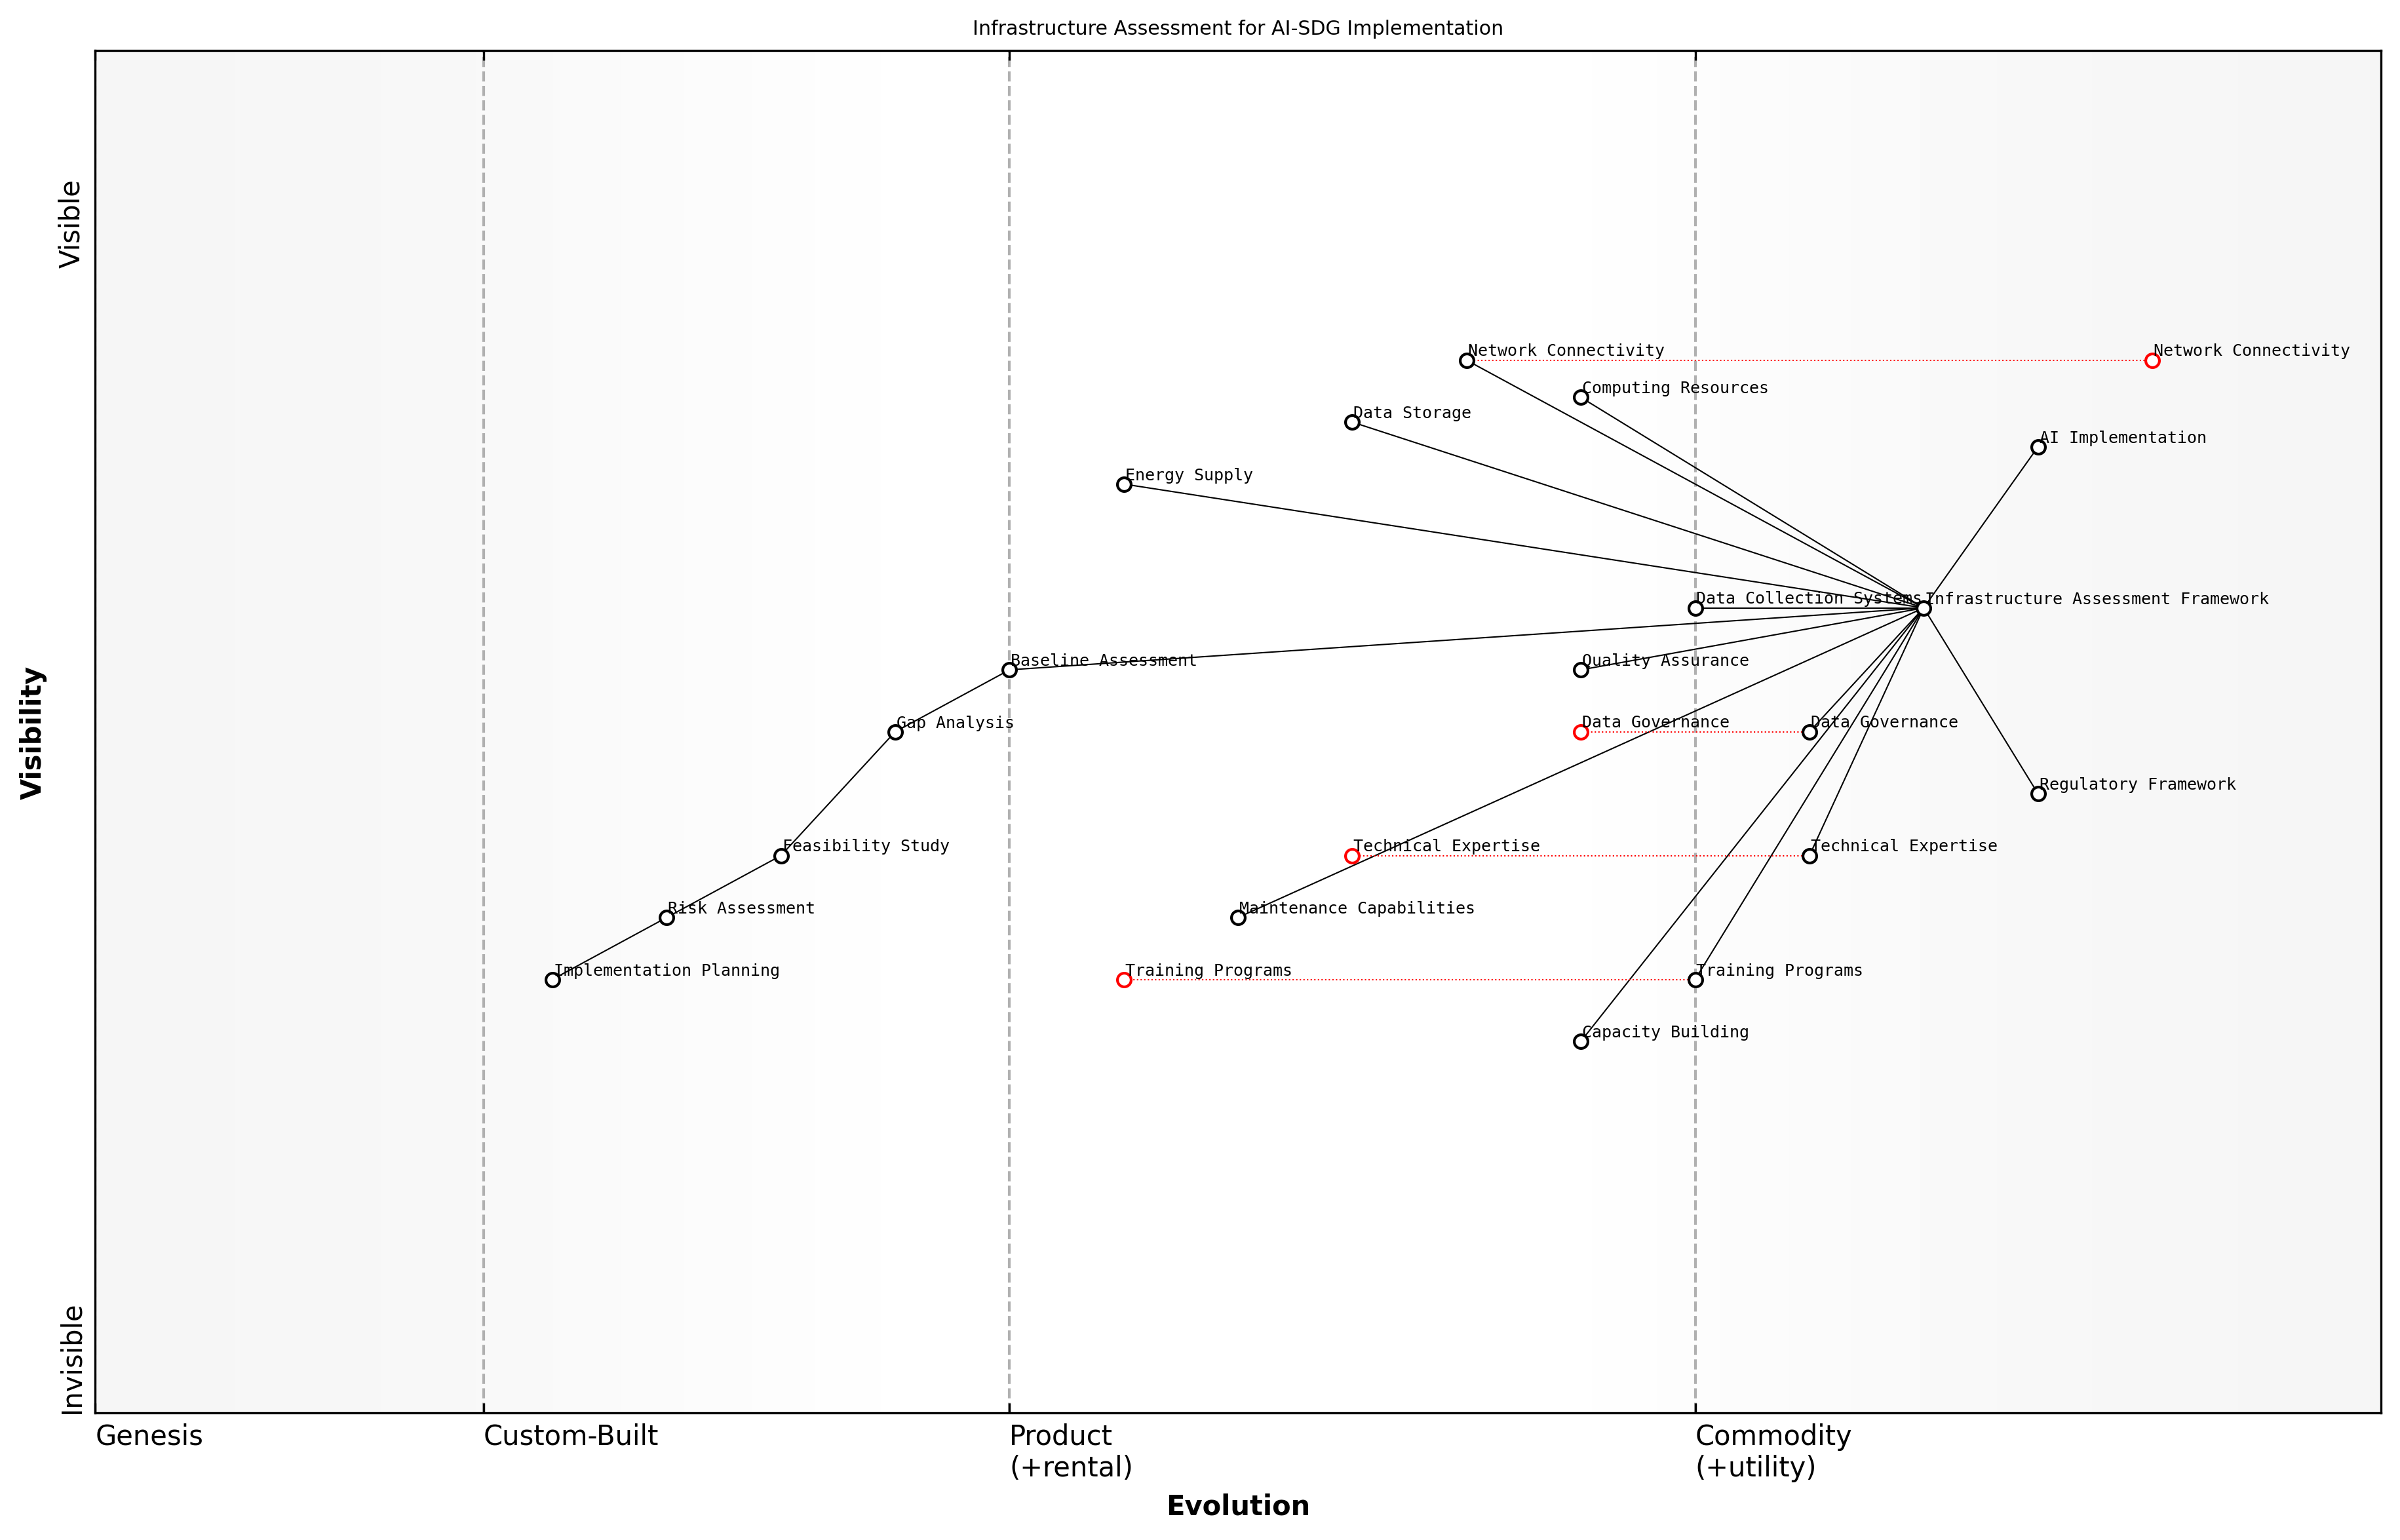 Infrastructure Assessment for AI-SDG Implementation
Visible
Network Connectivity
Network Connectivity
Computing Resources
Data Storage
AI Implementation
Energy Supply
Data Collection Systems
Infrastructure Assessment Framework
Baseline Assessment
Quality Assurance
Gap Analysis
Data Governance
Data Governance
Visibility
Regulatory Framework
Feasibility Study
Technical Expertise
Technical Expertise
Risk Assessment
Maintenance Capabilities
Implementation Planning
Training Programs
Training Programs
Capacity Building
Invisible
Genesis
Custom-Built
Product
(+rental)
Commodity
(+utility)
Evolution